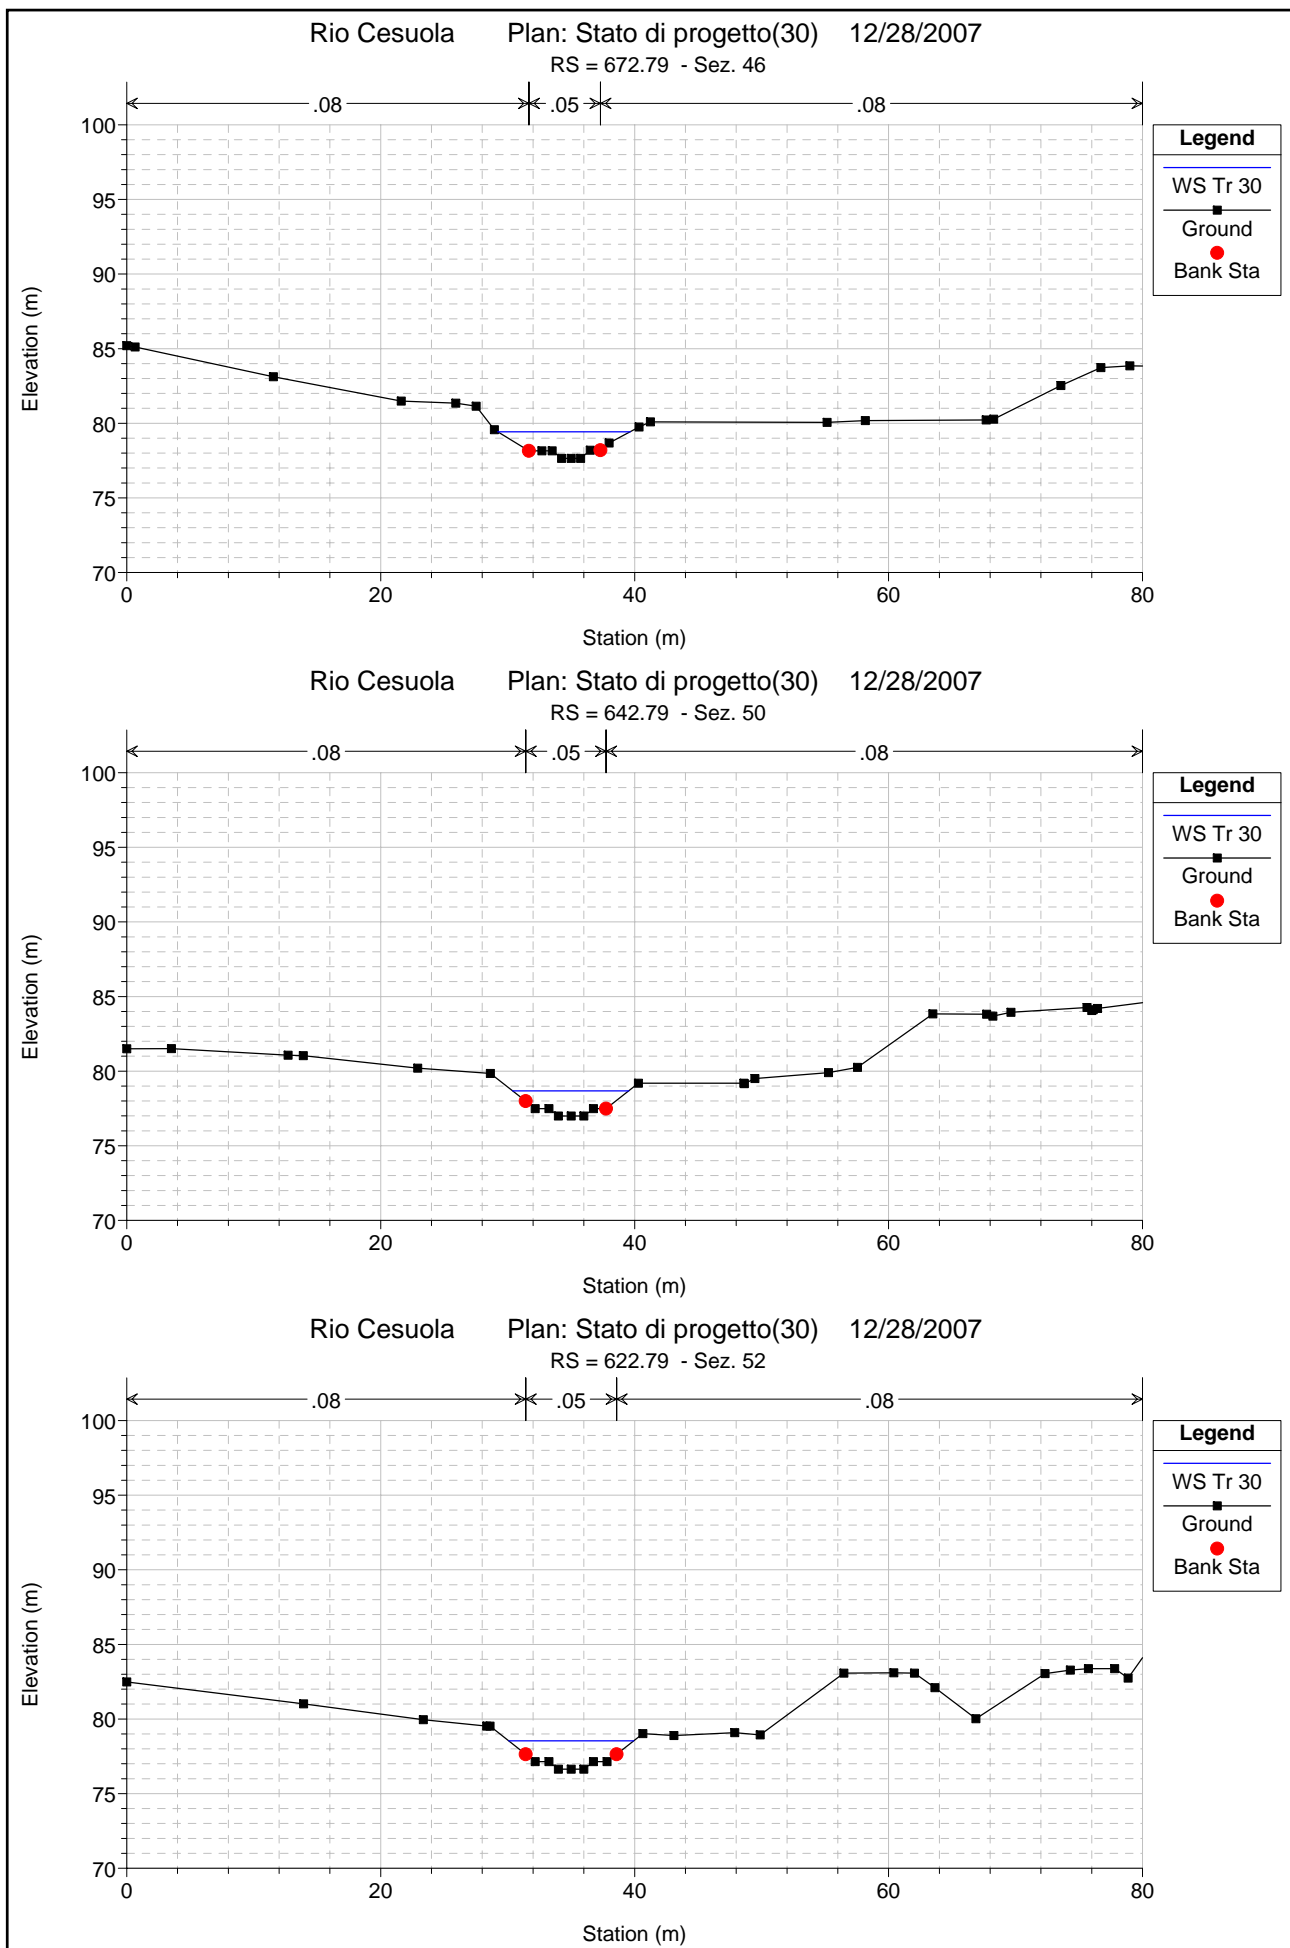 Rio Cesuola Plan: Stato di progetto(30) 12/28/2007
RS = 672.79 - Sez. 46
.08 .05 .08
100
95
90
85
80
75
70
0 20 40 60 80
Elevation (m)
Station (m)
Legend
WS Tr 30
Ground
Bank Sta
Rio Cesuola Plan: Stato di progetto(30) 12/28/2007
RS = 642.79 - Sez. 50
.08 .05 .08
100
95
90
85
80
75
70
0 20 40 60 80
Elevation (m)
Station (m)
Legend
WS Tr 30
Ground
Bank Sta
Rio Cesuola Plan: Stato di progetto(30) 12/28/2007
RS = 622.79 - Sez. 52
.08 .05 .08
100
95
90
85
80
75
70
0 20 40 60 80
Elevation (m)
Station (m)
Legend
WS Tr 30
Ground
Bank Sta